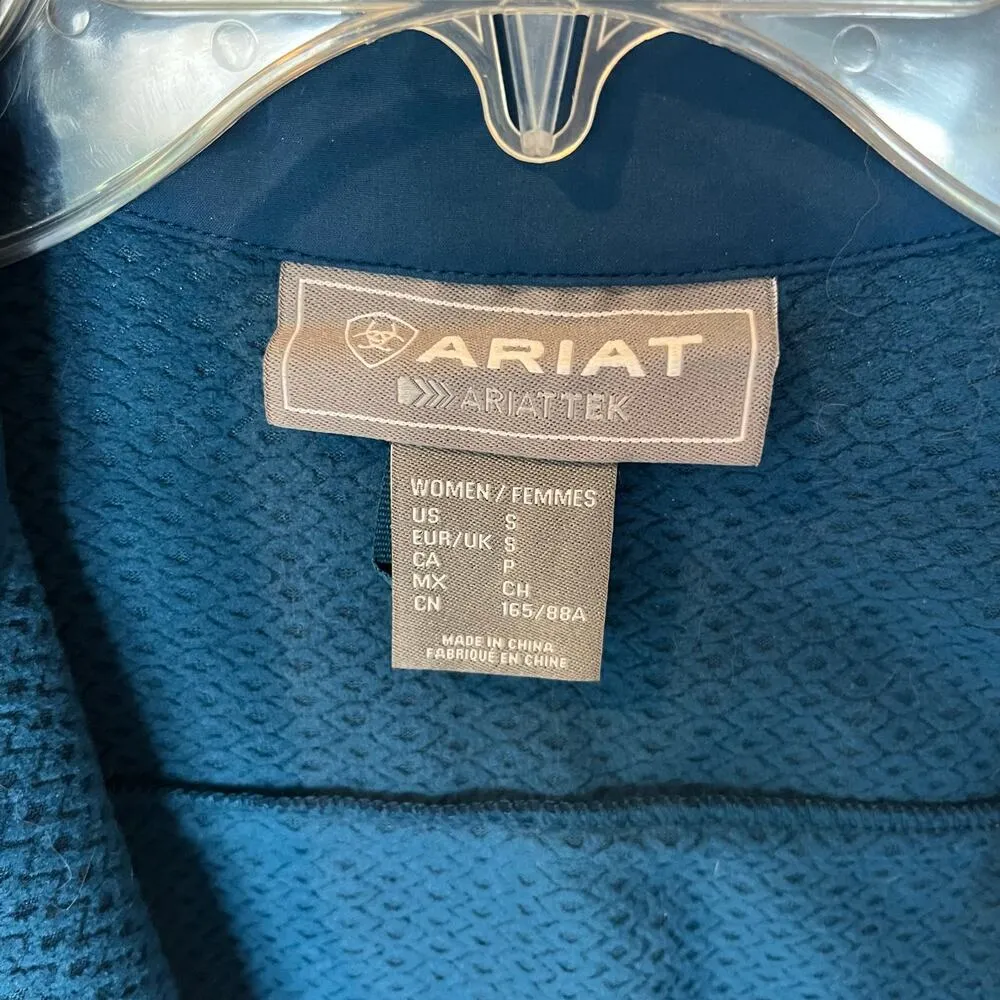 ARIAT
ARIATTEK
WOMEN / FEMMES
US S
EUR/UK S
CA P
MX CH
CN 165/88A
MADE IN CHINA
FABRIQUÉ EN CHINE